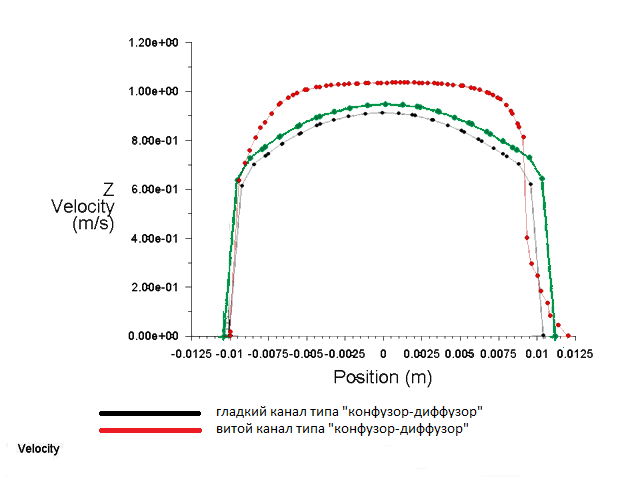 1.20e+00
1.00e+00
8.00e-01
6.00e-01
4.00e-01
2.00e-01
0.00e+00
Z
Velocity
(m/s)
-0.0125 -0.01 -0.0075 -0.005 -0.0025 0 0.0025 0.005 0.0075 0.01 0.0125
Position (m)
гладкий канал типа "конфузор-диффузор"
витой канал типа "конфузор-диффузор"
Velocity